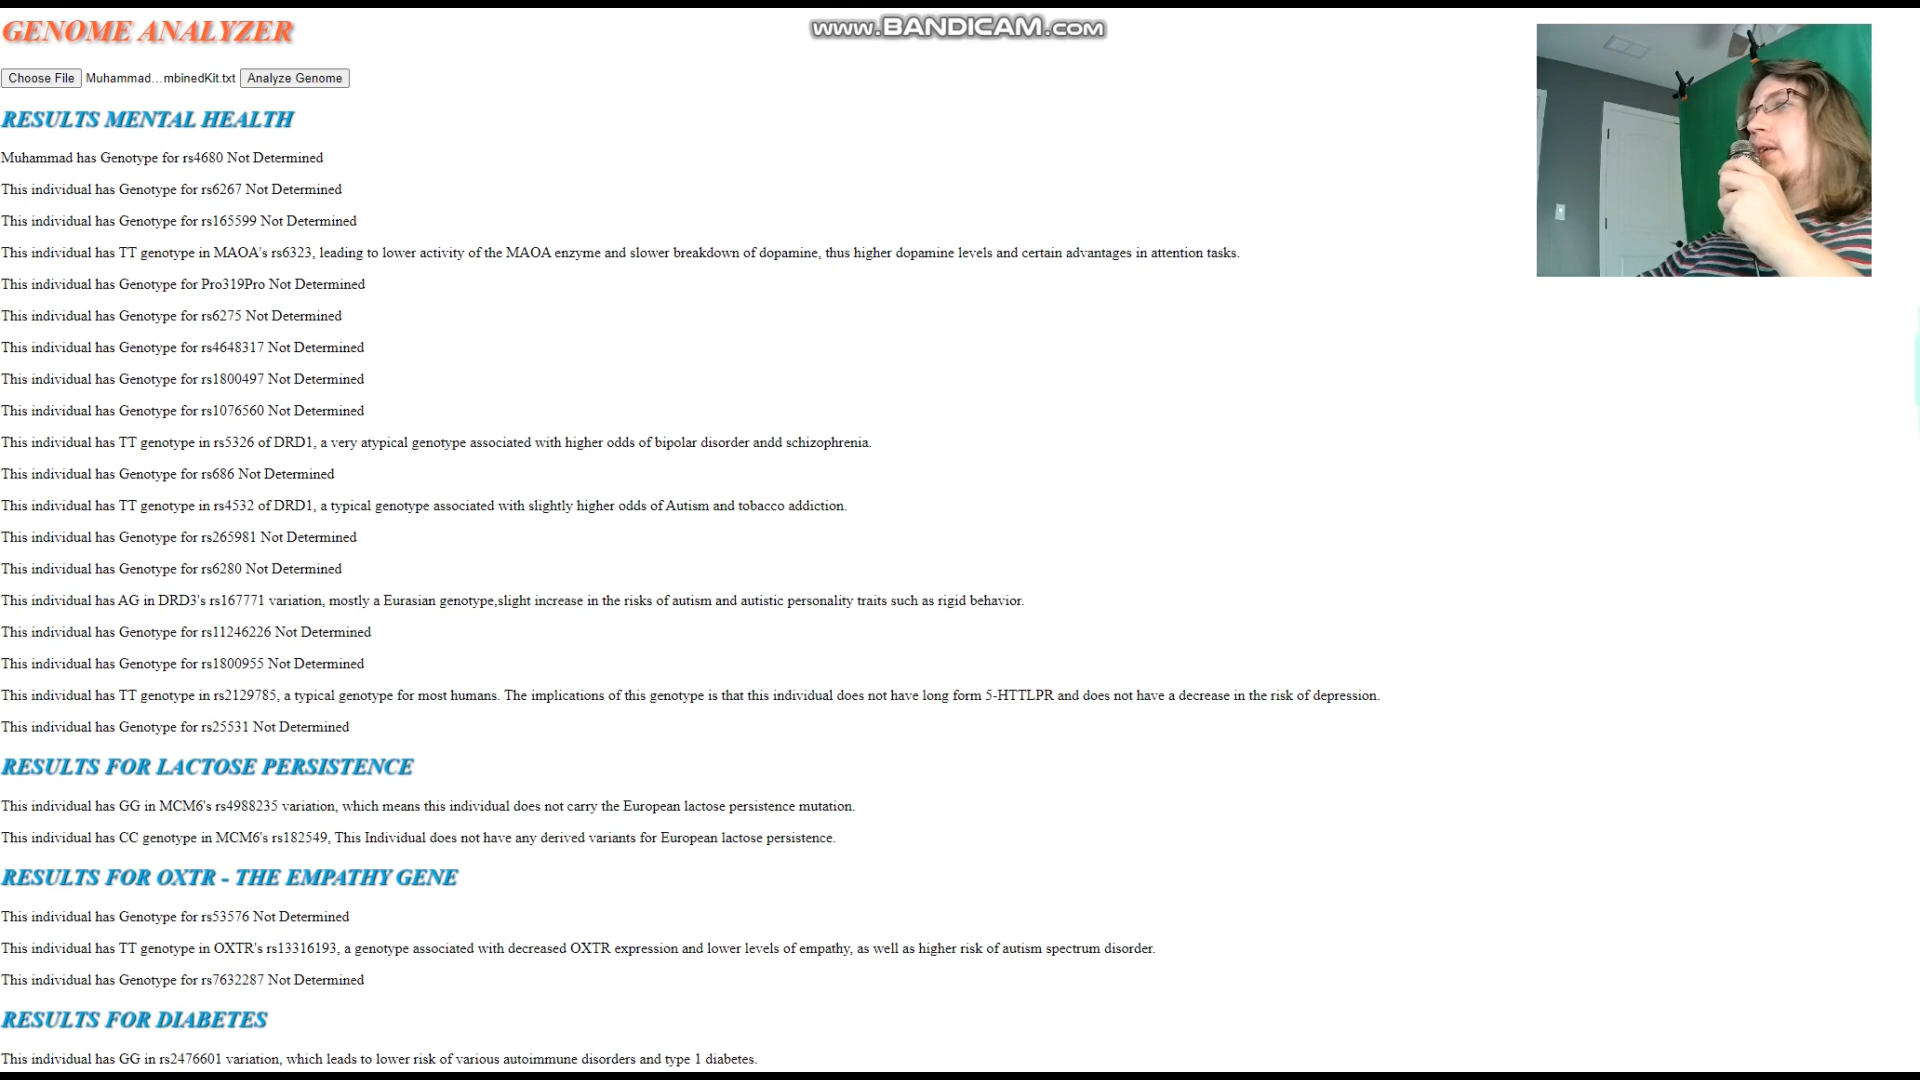 www.BANDICAM.com
GENOME ANALYZER
Choose File Muhammad...mbinedKit.txt Analyze Genome
RESULTS MENTAL HEALTH
Muhammad has Genotype for rs4680 Not Determined
This individual has Genotype for rs6267 Not Determined
This individual has Genotype for rs165599 Not Determined
This individual has TT genotype in MAOA's rs6323, leading to lower activity of the MAOA enzyme and slower breakdown of dopamine, thus higher dopamine levels and certain advantages in attention tasks.
This individual has Genotype for Pro319Pro Not Determined
This individual has Genotype for rs6275 Not Determined
This individual has Genotype for rs4648317 Not Determined
This individual has Genotype for rs1800497 Not Determined
This individual has Genotype for rs1076560 Not Determined
This individual has TT genotype in rs5326 of DRD1, a very atypical genotype associated with higher odds of bipolar disorder andd schizophrenia.
This individual has Genotype for rs686 Not Determined
This individual has TT genotype in rs4532 of DRD1, a typical genotype associated with slightly higher odds of Autism and tobacco addiction.
This individual has Genotype for rs265981 Not Determined
This individual has Genotype for rs6280 Not Determined
This individual has AG in DRD3's rs167771 variation, mostly a Eurasian genotype,slight increase in the risks of autism and autistic personality traits such as rigid behavior.
This individual has Genotype for rs11246226 Not Determined
This individual has Genotype for rs1800955 Not Determined
This individual has TT genotype in rs2129785, a typical genotype for most humans. The implications of this genotype is that this individual does not have long form 5-HTTLPR and does not have a decrease in the risk of depression.
This individual has Genotype for rs25531 Not Determined
RESULTS FOR LACTOSE PERSISTENCE
This individual has GG in MCM6's rs4988235 variation, which means this individual does not carry the European lactose persistence mutation.
This individual has CC genotype in MCM6's rs182549, This Individual does not have any derived variants for European lactose persistence.
RESULTS FOR OXTR - THE EMPATHY GENE
This individual has Genotype for rs53576 Not Determined
This individual has TT genotype in OXTR's rs13316193, a genotype associated with decreased OXTR expression and lower levels of empathy, as well as higher risk of autism spectrum disorder.
This individual has Genotype for rs7632287 Not Determined
RESULTS FOR DIABETES
This individual has GG in rs2476601 variation, which leads to lower risk of various autoimmune disorders and type 1 diabetes.